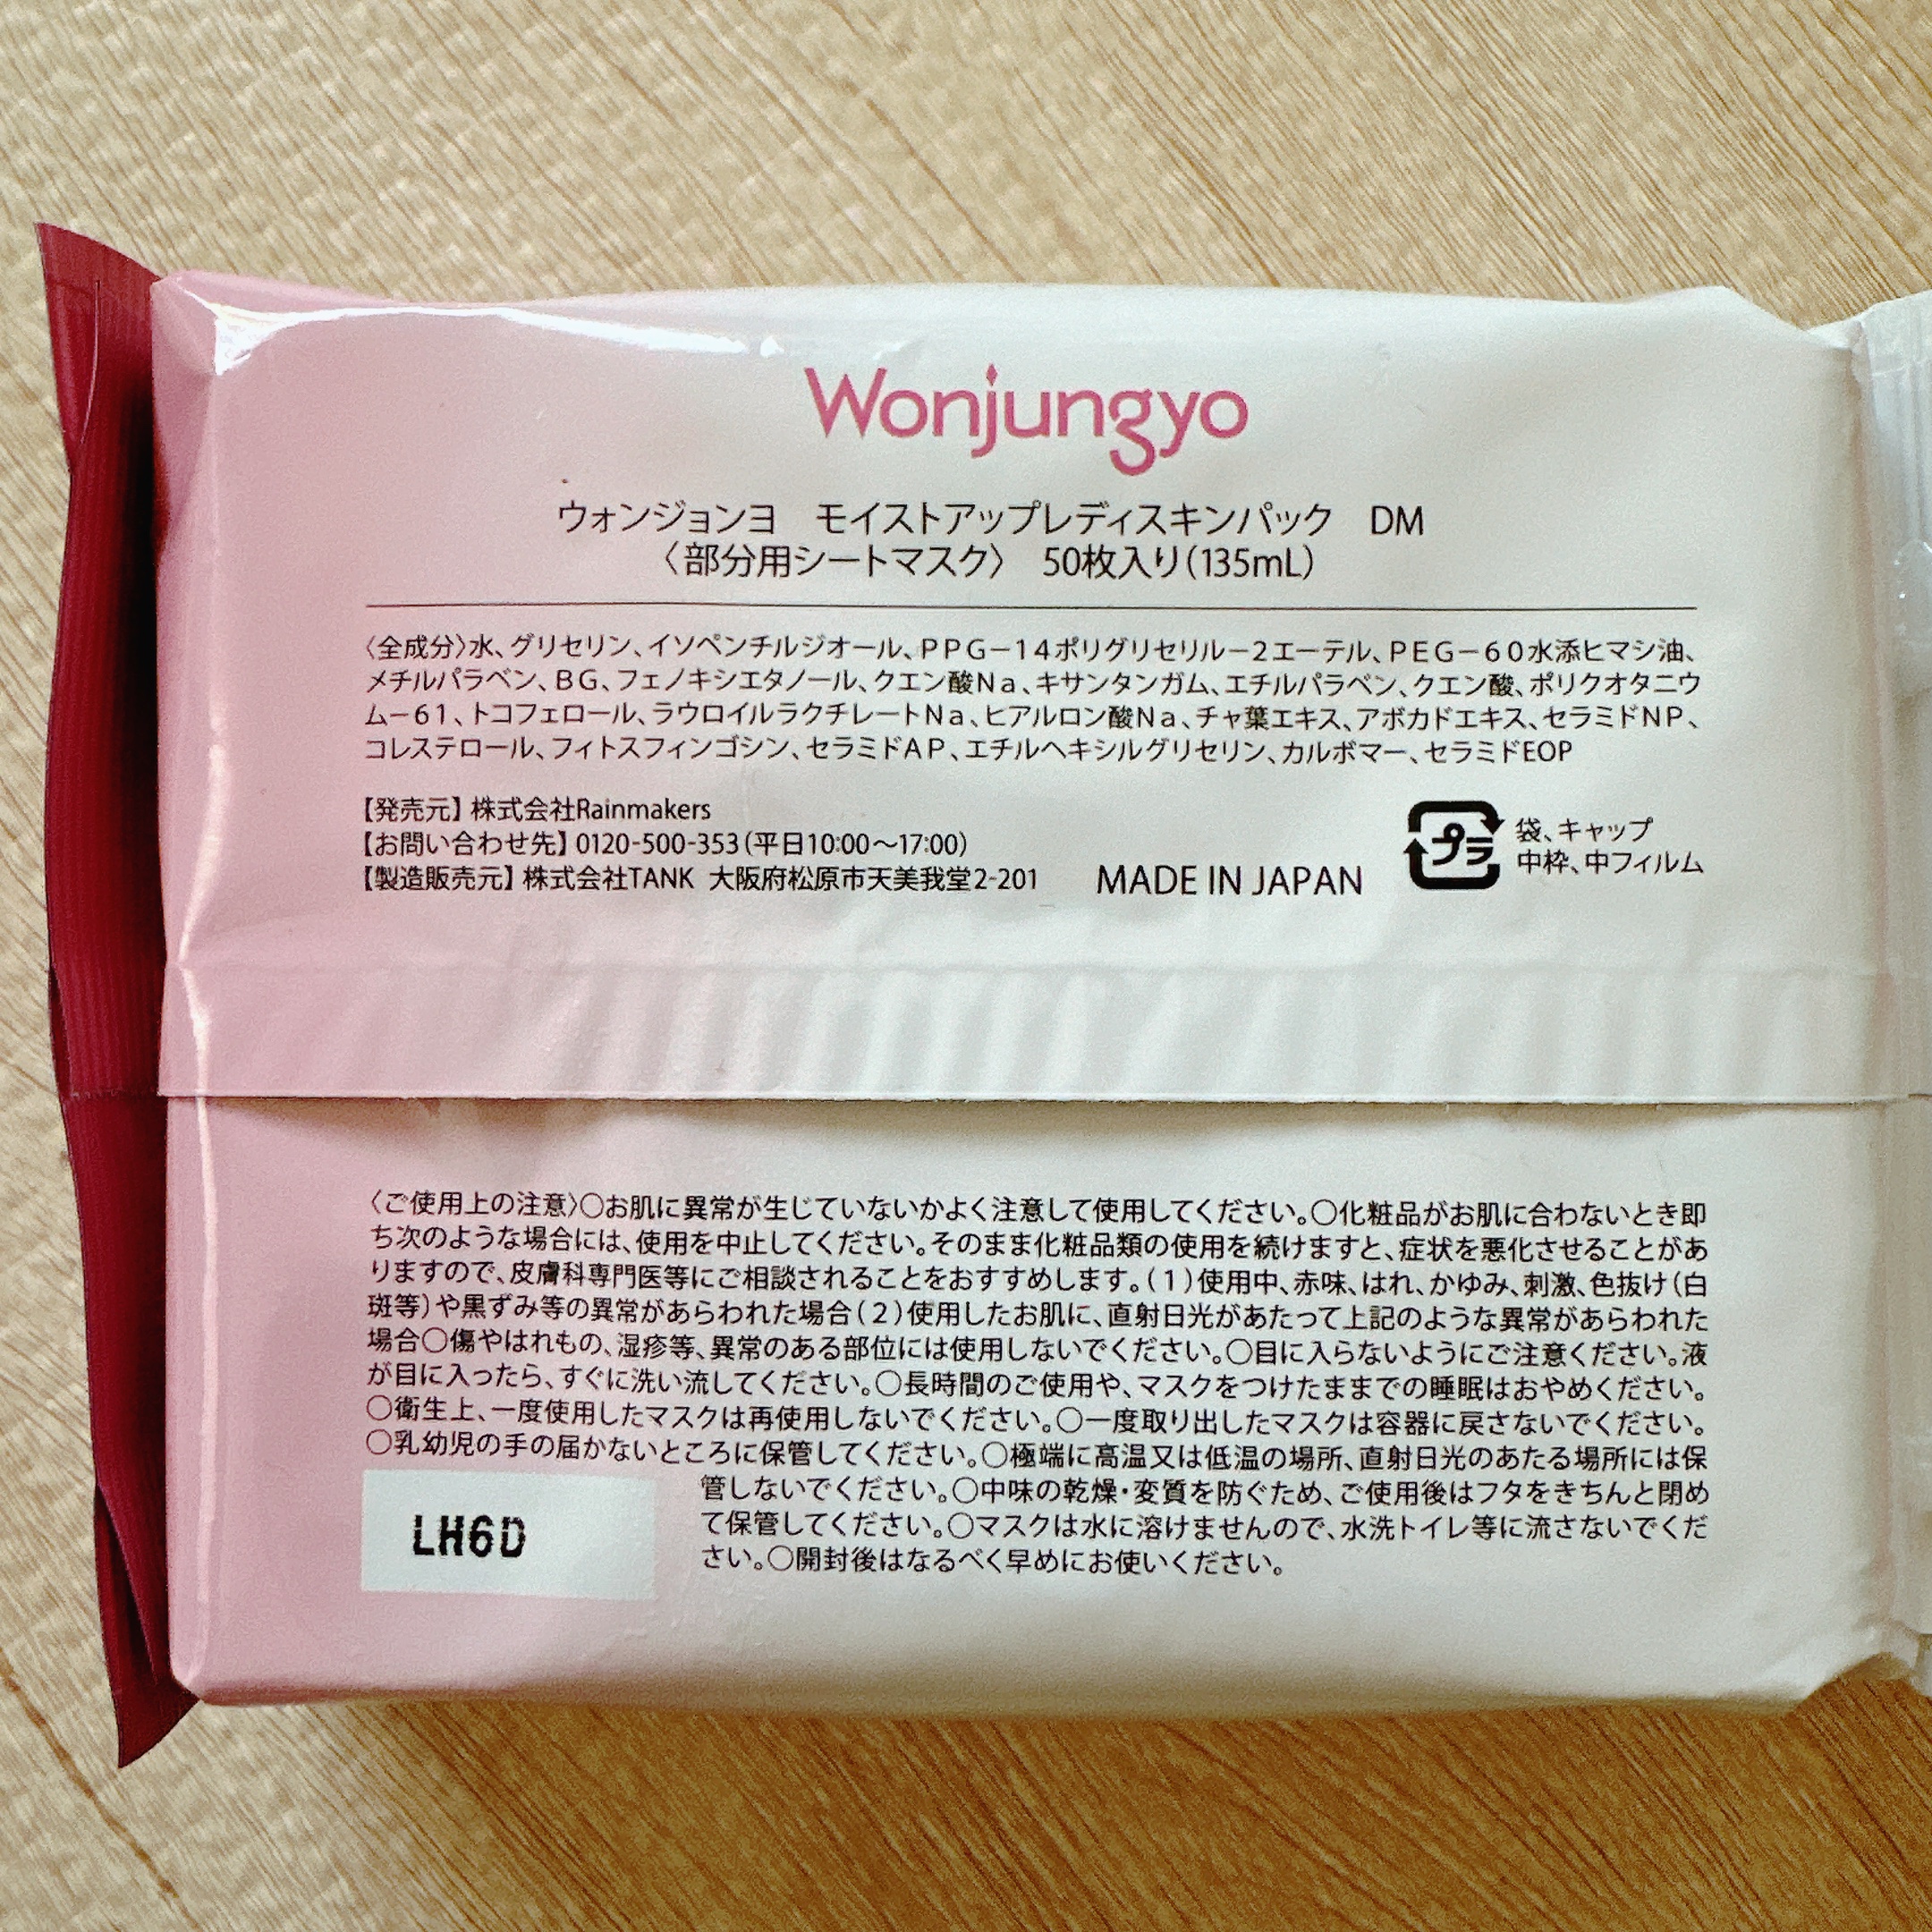 Wonjungyo
ウォンジョンヨ　モイストアップレディスキンパック　DM
〈部分用シートマスク〉　50枚入り(135mL)
〈全成分〉水、グリセリン、イソペンチルジオール、PPG－14ポリグリセリル－2エーテル、PEG－60水添ヒマシ油、
メチルパラベン、BG、フェノキシエタノール、クエン酸Na、キサンタンガム、エチルパラベン、クエン酸、ポリクオタニウ
ム－61、トコフェロール、ラウロイルラクチレートNa、ヒアルロン酸Na、チャ葉エキス、アボカドエキス、セラミドNP、
コレステロール、フィトスフィンゴシン、セラミドAP、エチルヘキシルグリセリン、カルボマー、セラミドEOP
【発売元】株式会社Rainmakers
【お問い合わせ先】0120-500-353(平日10:00～17:00)
【製造販売元】株式会社TANK 大阪府松原市天美我堂2-201
MADE IN JAPAN
プラ
袋、キャップ
中枠、中フィルム
〈ご使用上の注意〉○お肌に異常が生じていないかよく注意して使用してください。○化粧品がお肌に合わないとき即
ち次のような場合には、使用を中止してください。そのまま化粧品類の使用を続けますと、症状を悪化させることがあ
りますので、皮膚科専門医等にご相談されることをおすすめします。(1)使用中、赤味、はれ、かゆみ、刺激、色抜け(白
斑等)や黒ずみ等の異常があらわれた場合(2)使用したお肌に、直射日光があたって上記のような異常があらわれた
場合○傷やはれもの、湿疹等、異常のある部位には使用しないでください。○目に入らないようにご注意ください。液
が目に入ったら、すぐに洗い流してください。○長時間のご使用や、マスクをつけたままでの睡眠はおやめください。
○衛生上、一度使用したマスクは再使用しないでください。○一度取り出したマスクは容器に戻さないでください。
○乳幼児の手の届かないところに保管してください。○極端に高温又は低温の場所、直射日光のあたる場所には保
管しないでください。○中味の乾燥・変質を防ぐため、ご使用後はフタをきちんと閉め
て保管してください。○マスクは水に溶けませんので、水洗トイレ等に流さないでくだ
さい。○開封後はなるべく早めにお使いください。
LH6D